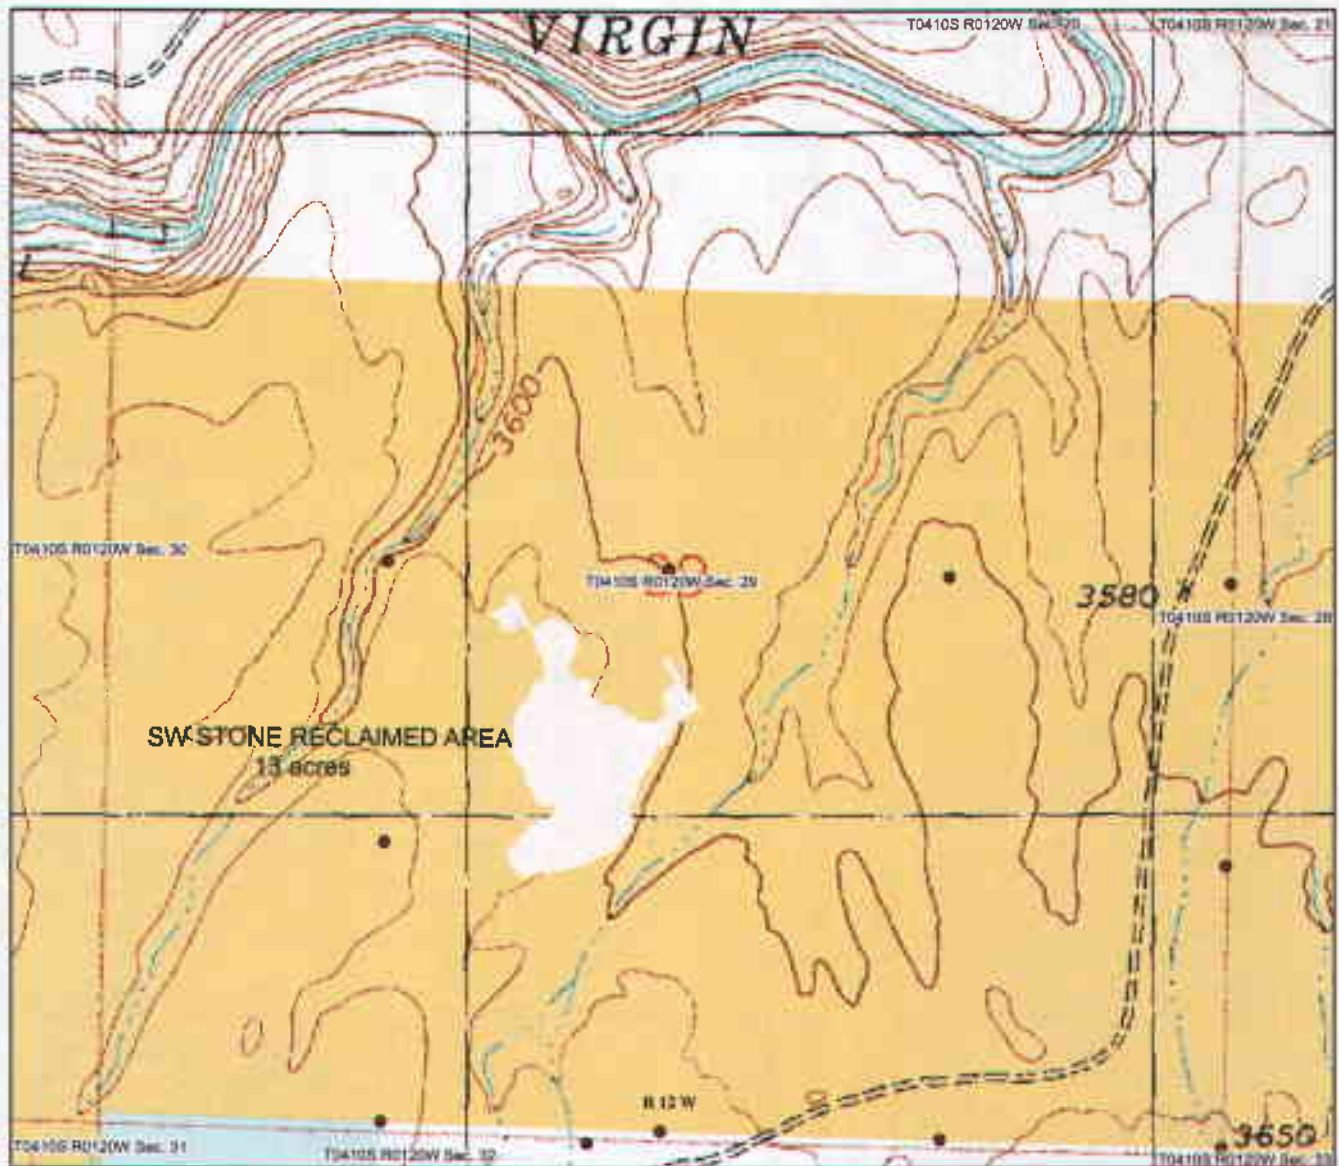 VIRGIN
T0410S R0120W Sec. 20
T0410S R0120W Sec. 21
3600
T0410S R0120W Sec. 30
T0410S R0120W Sec. 29
3580
T0410S R0120W Sec. 28
SW STONE RECLAIMED AREA
13 acres
R 12 W
3650
T0410S R0120W Sec. 31
T0410S R0120W Sec. 32
T0410S R0120W Sec. 33